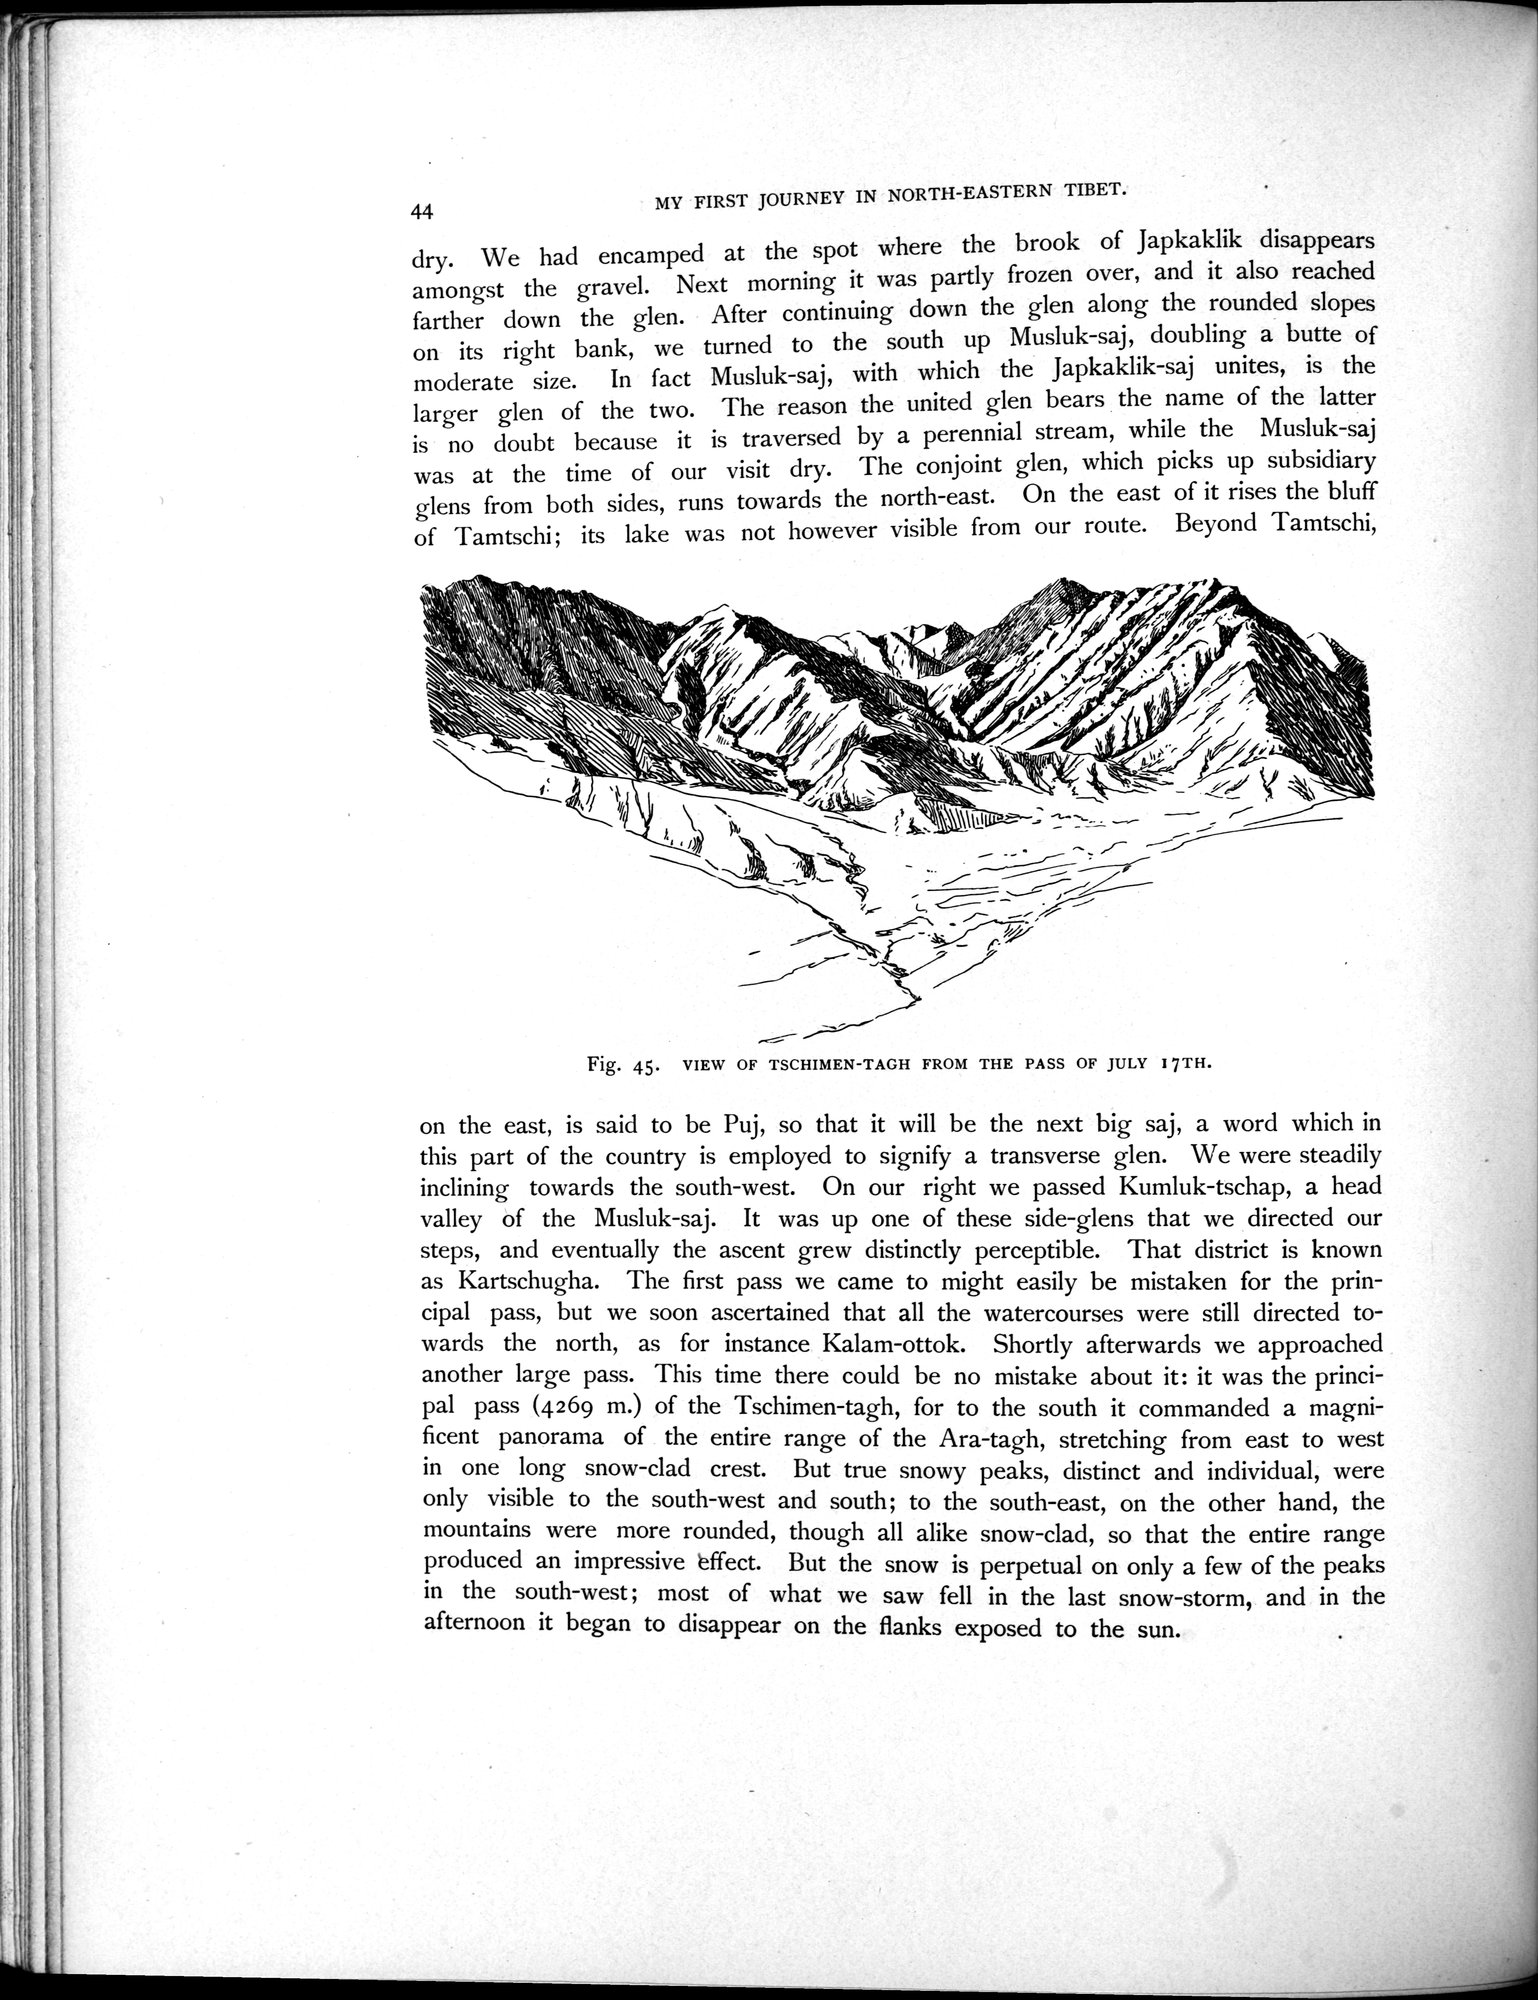 44
MY FIRST JOURNEY IN NORTH-EASTERN TIBET.
dry. We had encamped at the spot where the brook of Japkaklik disappears
amongst the gravel. Next morning it was partly frozen over, and it also reached
farther down the glen. After continuing down the glen along the rounded slopes
on its right bank, we turned to the south up Musluk-saj, doubling a butte of
moderate size. In fact Musluk-saj, with which the Japkaklik-saj unites, is the
larger glen of the two. The reason the united glen bears the name of the latter
is no doubt because it is traversed by a perennial stream, while the Musluk-saj
was at the time of our visit dry. The conjoint glen, which picks up subsidiary
glens from both sides, runs towards the north-east. On the east of it rises the bluff
of Tamtschi; its lake was not however visible from our route. Beyond Tamtschi,
Fig. 45. VIEW OF TSCHIMEN-TAGH FROM THE PASS OF JULY 17TH.
on the east, is said to be Puj, so that it will be the next big saj, a word which in
this part of the country is employed to signify a transverse glen. We were steadily
inclining towards the south-west. On our right we passed Kumluk-tschap, a head
valley of the Musluk-saj. It was up one of these side-glens that we directed our
steps, and eventually the ascent grew distinctly perceptible. That district is known
as Kartschugha. The first pass we came to might easily be mistaken for the prin-
cipal pass, but we soon ascertained that all the watercourses were still directed to-
wards the north, as for instance Kalam-ottok. Shortly afterwards we approached
another large pass. This time there could be no mistake about it: it was the princi-
pal pass (4269 m.) of the Tschimen-tagh, for to the south it commanded a magni-
ficent panorama of the entire range of the Ara-tagh, stretching from east to west
in one long snow-clad crest. But true snowy peaks, distinct and individual, were
only visible to the south-west and south; to the south-east, on the other hand, the
mountains were more rounded, though all alike snow-clad, so that the entire range
produced an impressive effect. But the snow is perpetual on only a few of the peaks
in the south-west; most of what we saw fell in the last snow-storm, and in the
afternoon it began to disappear on the flanks exposed to the sun.